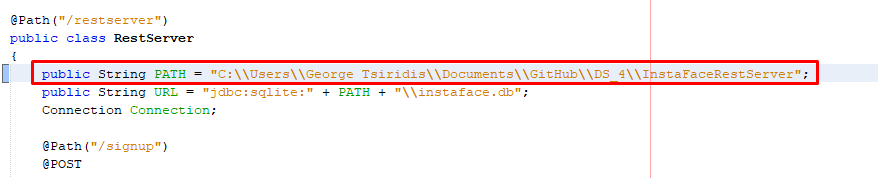 @Path("/restserver")
public class RestServer
{
public String PATH = "C:\\Users\\George Tsiridis\\Documents\\GitHub\\DS_4\\InstaFaceRestServer";
public String URL = "jdbc:sqlite:" + PATH + "\\instaface.db";
Connection Connection;
@Path("/signup")
@POST